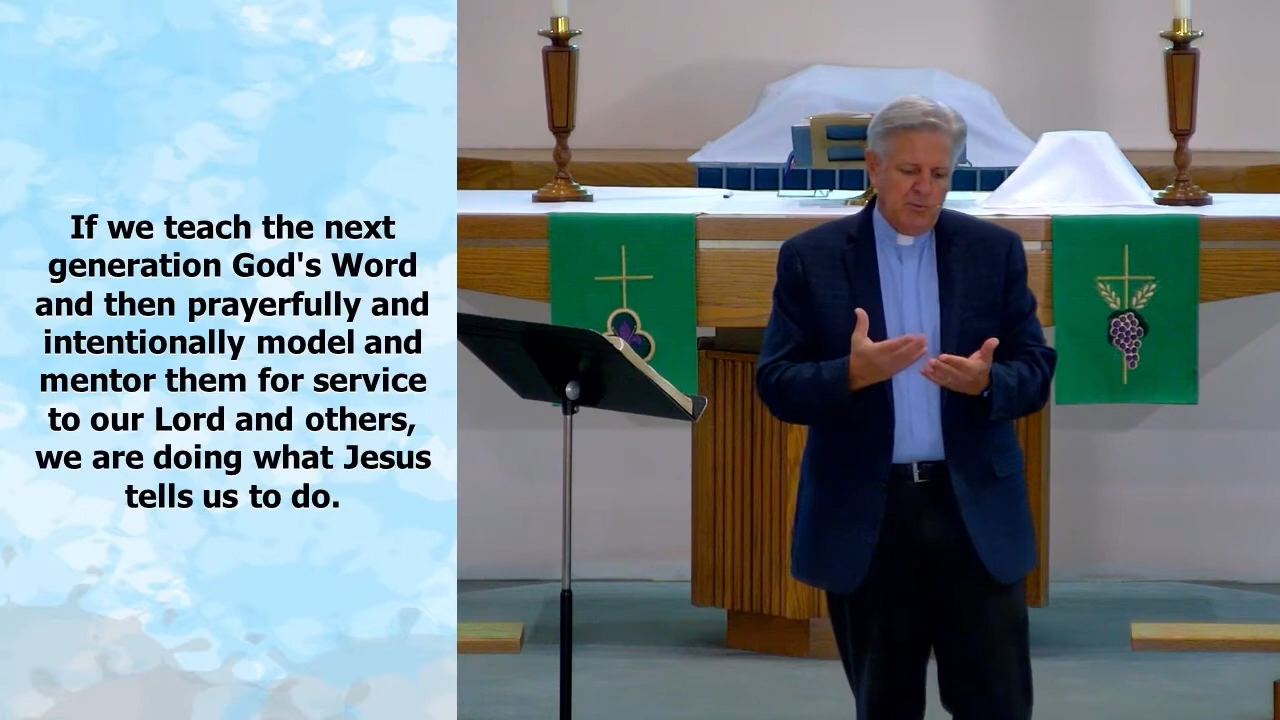 If we teach the next
generation God's Word
and then prayerfully and
intentionally model and
mentor them for service
to our Lord and others,
we are doing what Jesus
tells us to do.